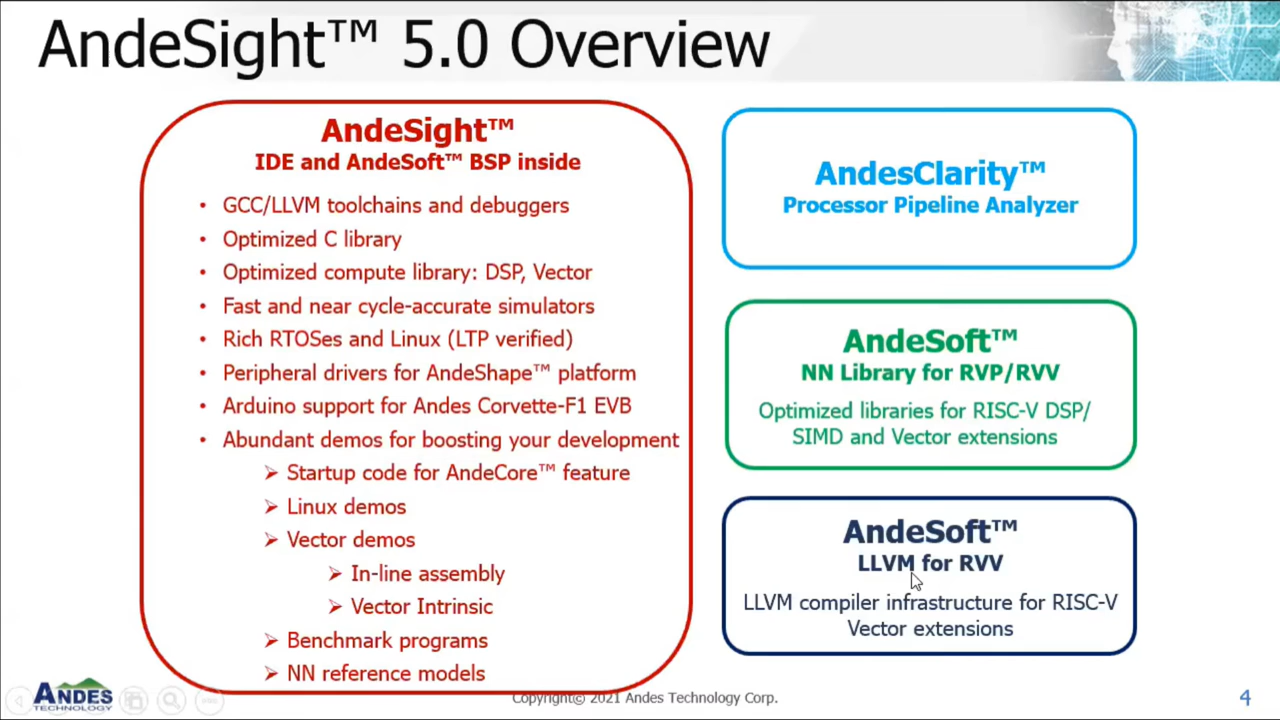 AndeSight™ 5.0 Overview
AndeSight™
IDE and AndeSoft™ BSP inside
• GCC/LLVM toolchains and debuggers
• Optimized C library
• Optimized compute library: DSP, Vector
• Fast and near cycle-accurate simulators
• Rich RTOSes and Linux (LTP verified)
• Peripheral drivers for AndeShape™ platform
• Arduino support for Andes Corvette-F1 EVB
• Abundant demos for boosting your development
➢ Startup code for AndeCore™ feature
➢ Linux demos
➢ Vector demos
➢ In-line assembly
➢ Vector Intrinsic
➢ Benchmark programs
➢ NN reference models
AndesClarity™
Processor Pipeline Analyzer
AndeSoft™
NN Library for RVP/RVV
Optimized libraries for RISC-V DSP/
SIMD and Vector extensions
AndeSoft™
LLVM for RVV
LLVM compiler infrastructure for RISC-V
Vector extensions
ANDES
TECHNOLOGY
Copyright© 2021 Andes Technology Corp.
4